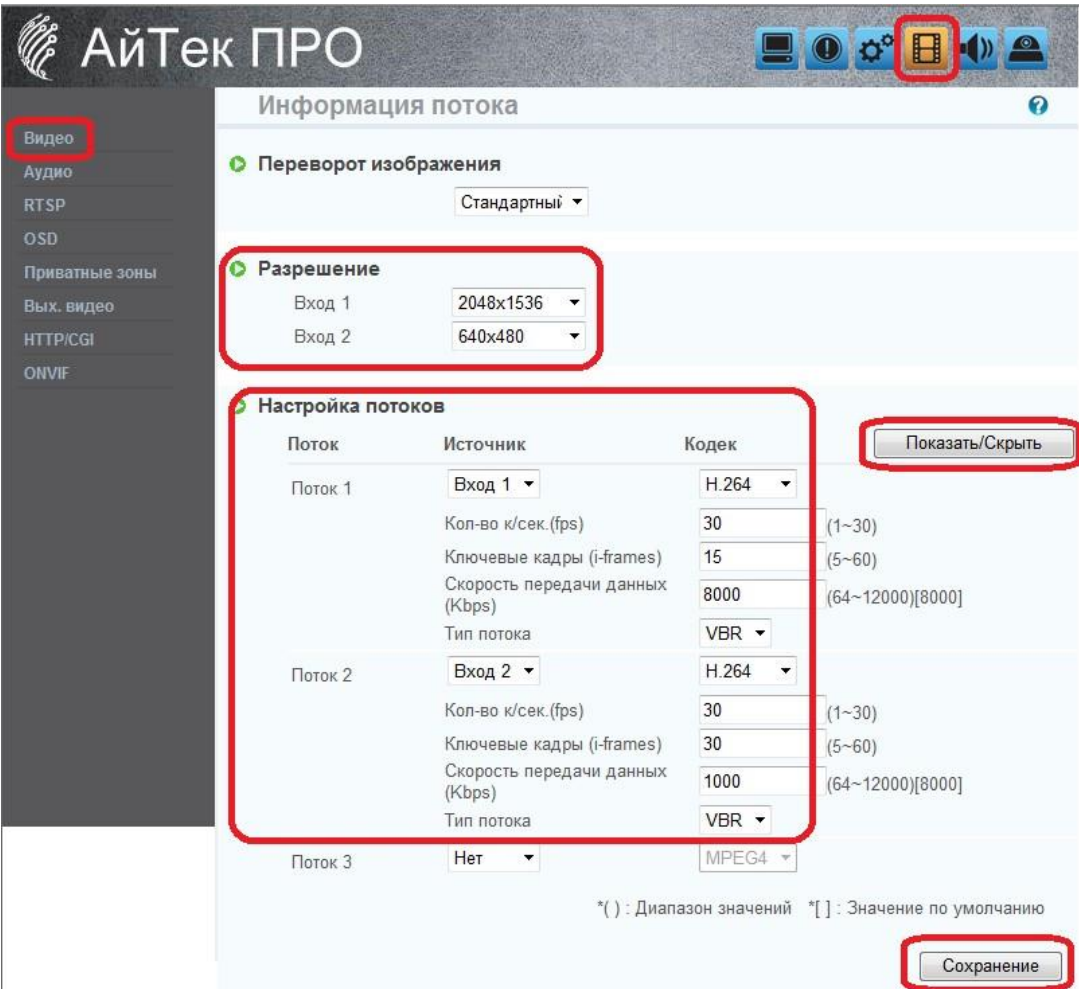 АйТек ПРО
Информация потока
Видео
Аудио
RTSP
OSD
Приватные зоны
Вых. видео
HTTP/CGI
ONVIF
Переворот изображения
Стандартный
Разрешение
Вход 1 2048x1536
Вход 2 640x480
Настройка потоков
Поток Источник Кодек Показать/Скрыть
Поток 1 Вход 1 H.264
Кол-во к/сек.(fps) 30 (1~30)
Ключевые кадры (i-frames) 15 (5~60)
Скорость передачи данных
(Kbps) 8000 (64~12000)[8000]
Тип потока VBR
Поток 2 Вход 2 H.264
Кол-во к/сек.(fps) 30 (1~30)
Ключевые кадры (i-frames) 30 (5~60)
Скорость передачи данных
(Kbps) 1000 (64~12000)[8000]
Тип потока VBR
Поток 3 Нет MPEG4
*( ) : Диапазон значений *[ ] : Значение по умолчанию
Сохранение